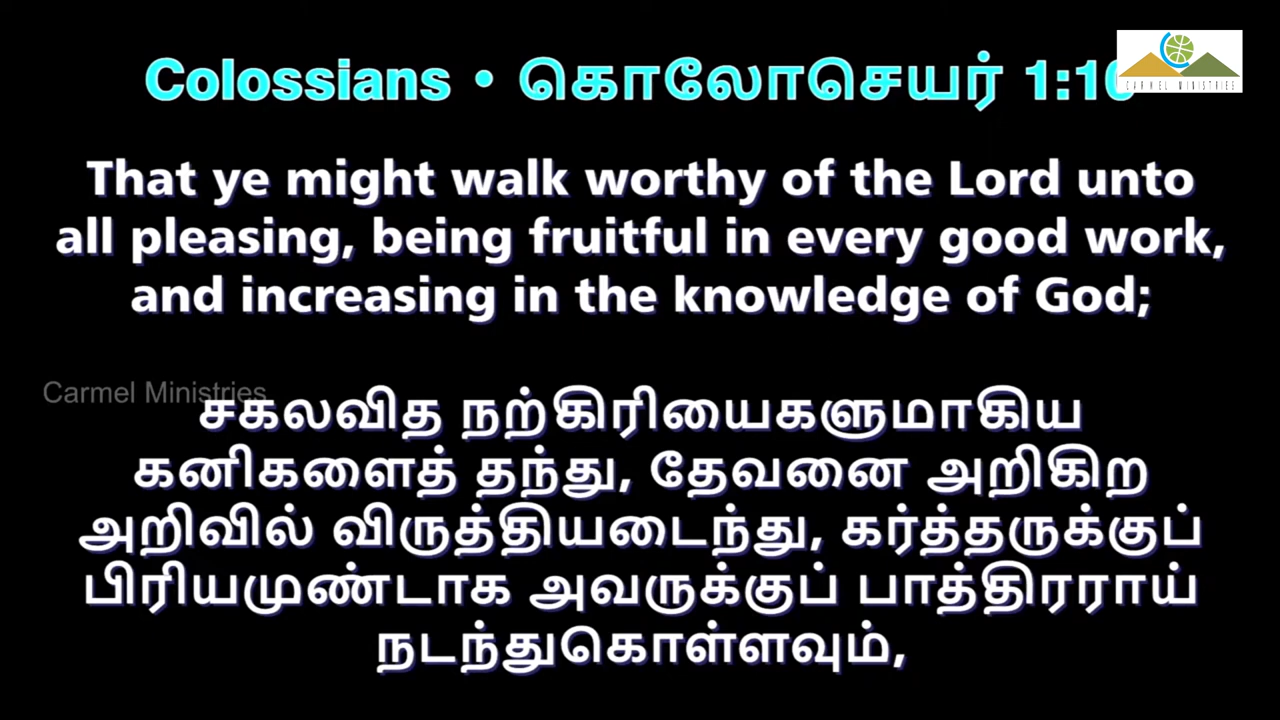 Colossians • கொலோசெயர் 1:10
CARMEL MINISTRIES
That ye might walk worthy of the Lord unto
all pleasing, being fruitful in every good work,
and increasing in the knowledge of God;
Carmel Ministries
சகலவித நற்கிரியைகளுமாகிய
கனிகளைத் தந்து, தேவனை அறிகிற
அறிவில் விருத்தியடைந்து, கர்த்தருக்குப்
பிரியமுண்டாக அவருக்குப் பாத்திரராய்
நடந்துகொள்ளவும்,